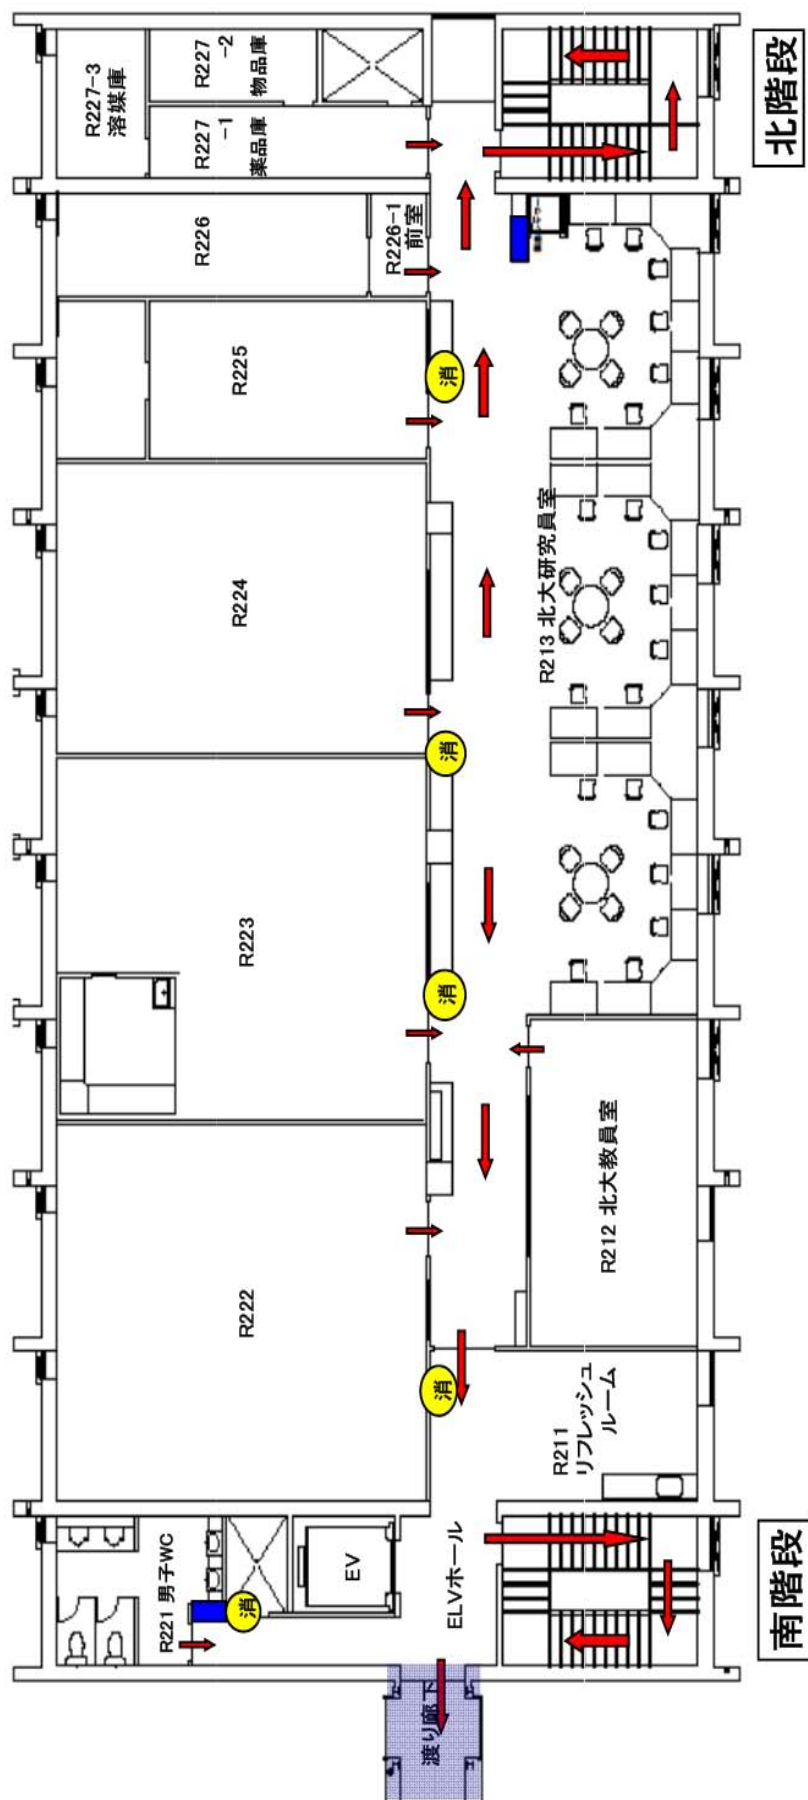 北階段
R227-3
溶媒庫
R227
-2
物品庫
R227
-1
薬品庫
R226
R226-1
前室
R225
消
R224
R213 北大研究員室
消
R223
消
R212 北大教員室
R222
消
R211
リフレッシュ
ルーム
R221 男子WC
消
EV
ELVホール
渡り廊下
南階段